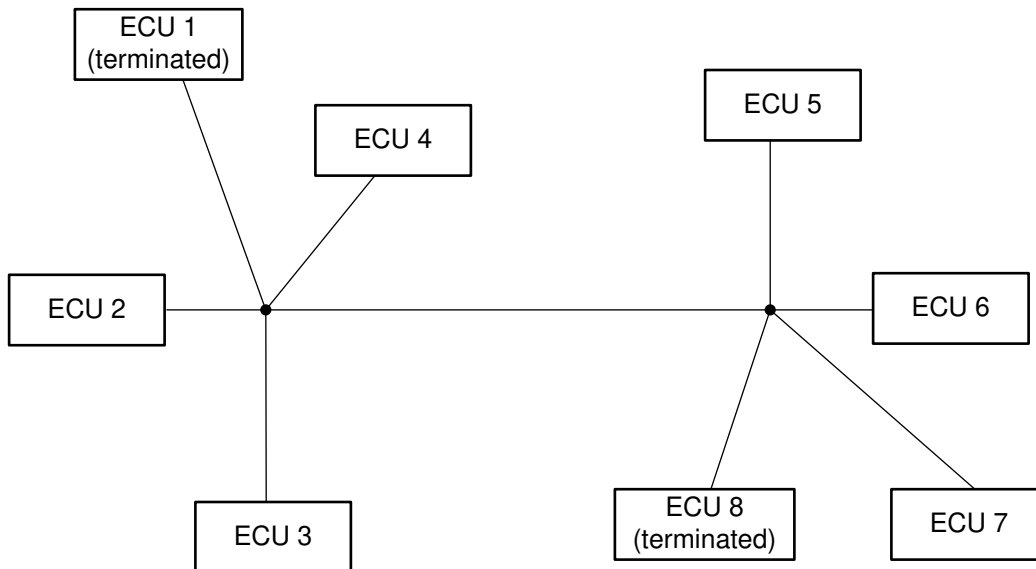 ECU 1
(terminated)
ECU 4
ECU 5
ECU 2
ECU 6
ECU 3
ECU 8
(terminated)
ECU 7